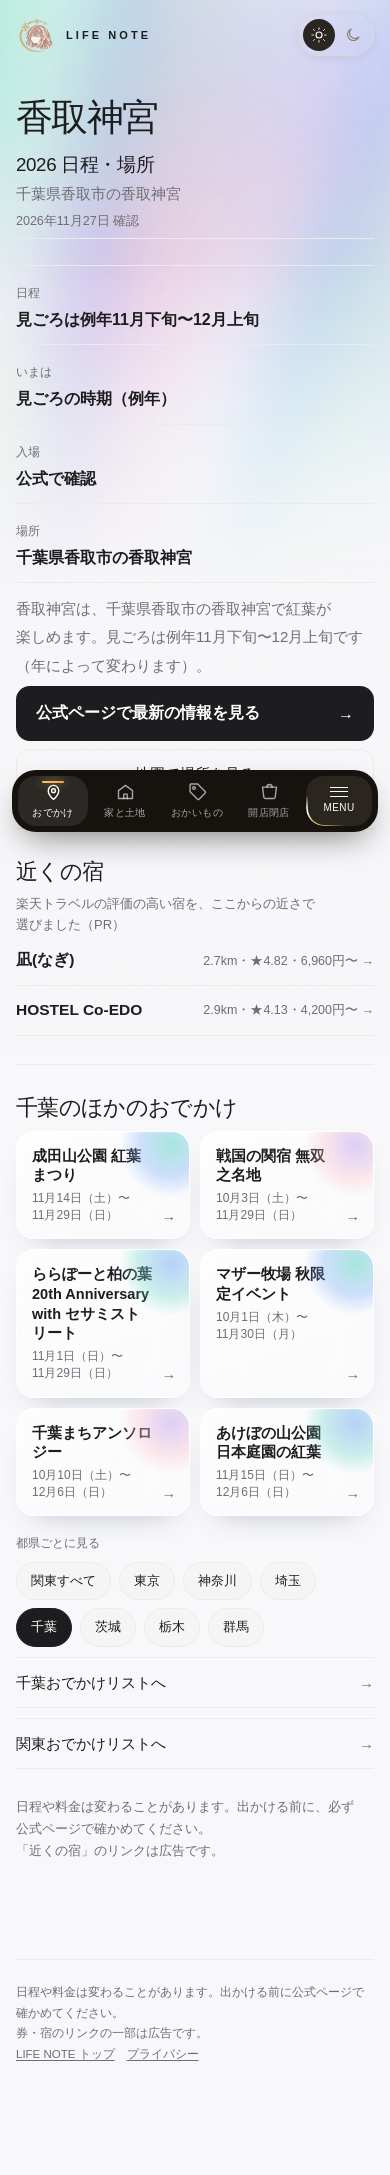 LIFE NOTE
香取神宮
2026 日程・場所
千葉県香取市の香取神宮
2026年11月27日 確認
日程
見ごろは例年11月下旬〜12月上旬
いまは
見ごろの時期（例年）
入場
公式で確認
場所
千葉県香取市の香取神宮
香取神宮は、千葉県香取市の香取神宮で紅葉が
楽しめます。見ごろは例年11月下旬〜12月上旬です
（年によって変わります）。
公式ページで最新の情報を見る →
おでかけ 家と土地 おかいもの 開店閉店 MENU
近くの宿
楽天トラベルの評価の高い宿を、ここからの近さで
選びました（PR）
凪(なぎ) 2.7km・★4.82・6,960円〜 →
HOSTEL Co-EDO 2.9km・★4.13・4,200円〜 →
千葉のほかのおでかけ
成田山公園 紅葉
まつり
11月14日（土）〜
11月29日（日） →
戦国の関宿 無双
之名地
10月3日（土）〜
11月29日（日） →
ららぽーと柏の葉
20th Anniversary
with セサミスト
リート
11月1日（日）〜
11月29日（日） →
マザー牧場 秋限
定イベント
10月1日（木）〜
11月30日（月）
→
千葉まちアンソロ
ジー
10月10日（土）〜
12月6日（日） →
あけぼの山公園
日本庭園の紅葉
11月15日（日）〜
12月6日（日） →
都県ごとに見る
関東すべて 東京 神奈川 埼玉
千葉 茨城 栃木 群馬
千葉おでかけリストへ →
関東おでかけリストへ →
日程や料金は変わることがあります。出かける前に、必ず
公式ページで確かめてください。
「近くの宿」のリンクは広告です。
日程や料金は変わることがあります。出かける前に公式ページで
確かめてください。
券・宿のリンクの一部は広告です。
LIFE NOTE トップ プライバシー